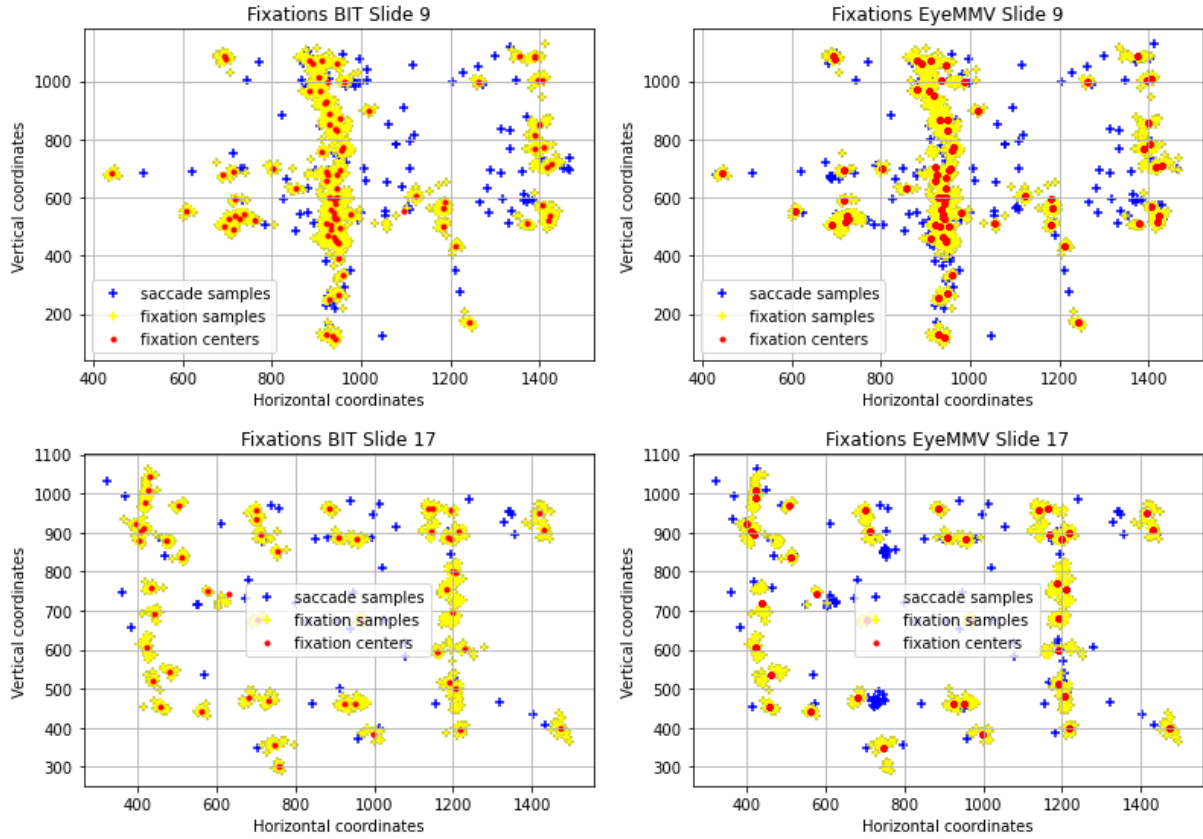 Fixations BIT Slide 9
1000
800
600
400
200
Vertical coordinates
saccade samples
fixation samples
fixation centers
400 600 800 1000 1200 1400
Horizontal coordinates
Fixations EyeMMV Slide 9
1000
800
600
400
200
Vertical coordinates
saccade samples
fixation samples
fixation centers
400 600 800 1000 1200 1400
Horizontal coordinates
Fixations BIT Slide 17
1100
1000
900
800
700
600
500
400
300
Vertical coordinates
saccade samples
fixation samples
fixation centers
400 600 800 1000 1200 1400
Horizontal coordinates
Fixations EyeMMV Slide 17
1100
1000
900
800
700
600
500
400
300
Vertical coordinates
saccade samples
fixation samples
fixation centers
400 600 800 1000 1200 1400
Horizontal coordinates